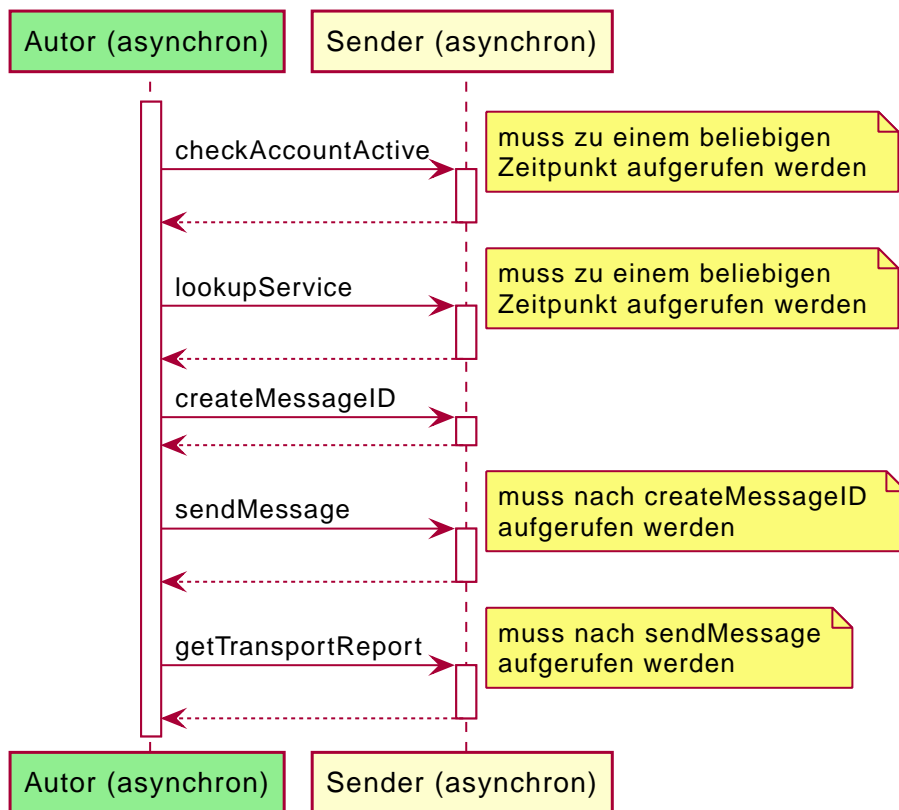 Autor (asynchron)
Sender (asynchron)
muss zu einem beliebigen
Zeitpunkt aufgerufen werden
checkAccountActive
muss zu einem beliebigen
Zeitpunkt aufgerufen werden
lookupService
createMessageID
muss nach createMessageID
aufgerufen werden
sendMessage
muss nach sendMessage
aufgerufen werden
getTransportReport
Autor (asynchron)
Sender (asynchron)